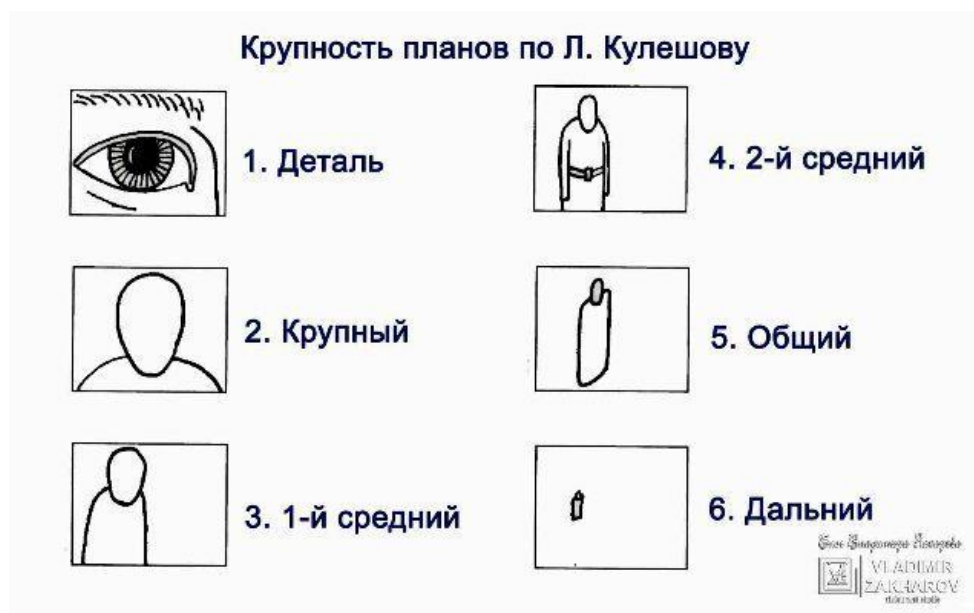 Крупность планов по Л. Кулешову
1. Деталь
2. Крупный
3. 1-й средний
4. 2-й средний
5. Общий
6. Дальний
Владимира
VLADIMIR
ZAKHAROV